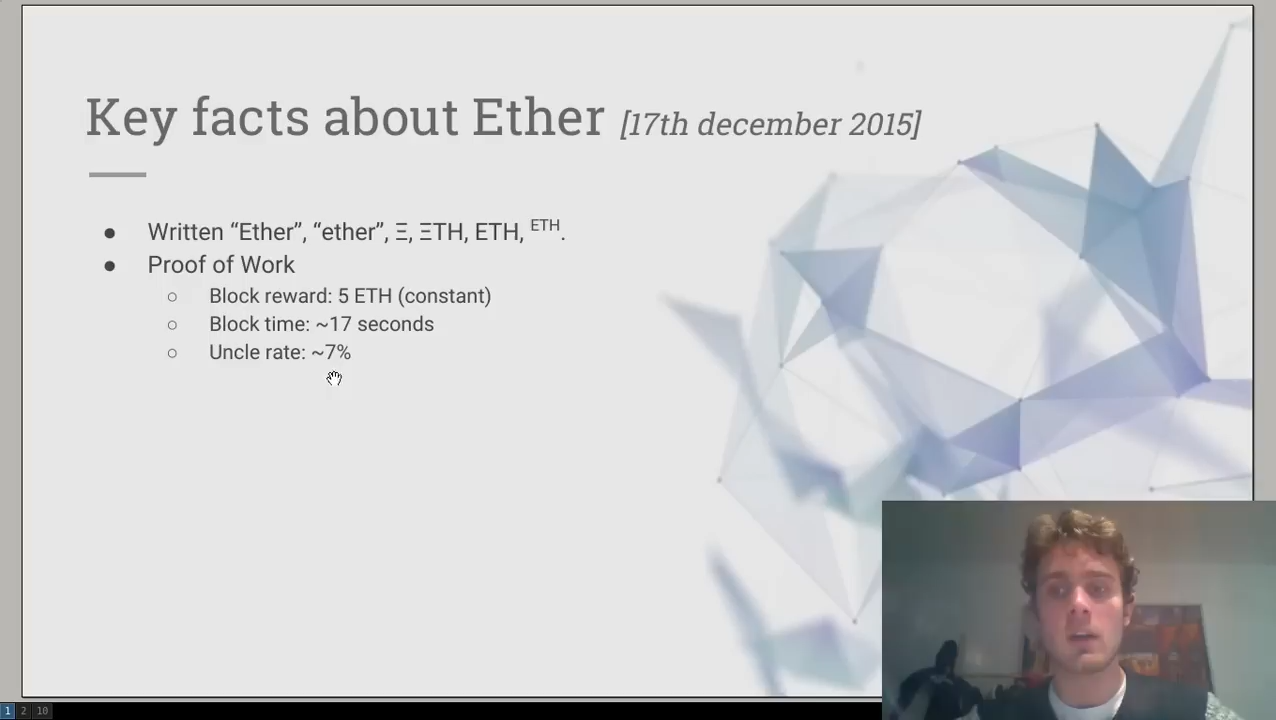 Key facts about Ether [17th december 2015]
● Written “Ether”, “ether”, Ξ, ΞTH, ETH, ETH.
● Proof of Work
○ Block reward: 5 ETH (constant)
○ Block time: ~17 seconds
○ Uncle rate: ~7%
1 2 10